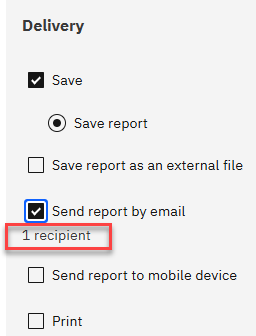 Delivery
Save
Save report
Save report as an external file
Send report by email
1 recipient
Send report to mobile device
Print